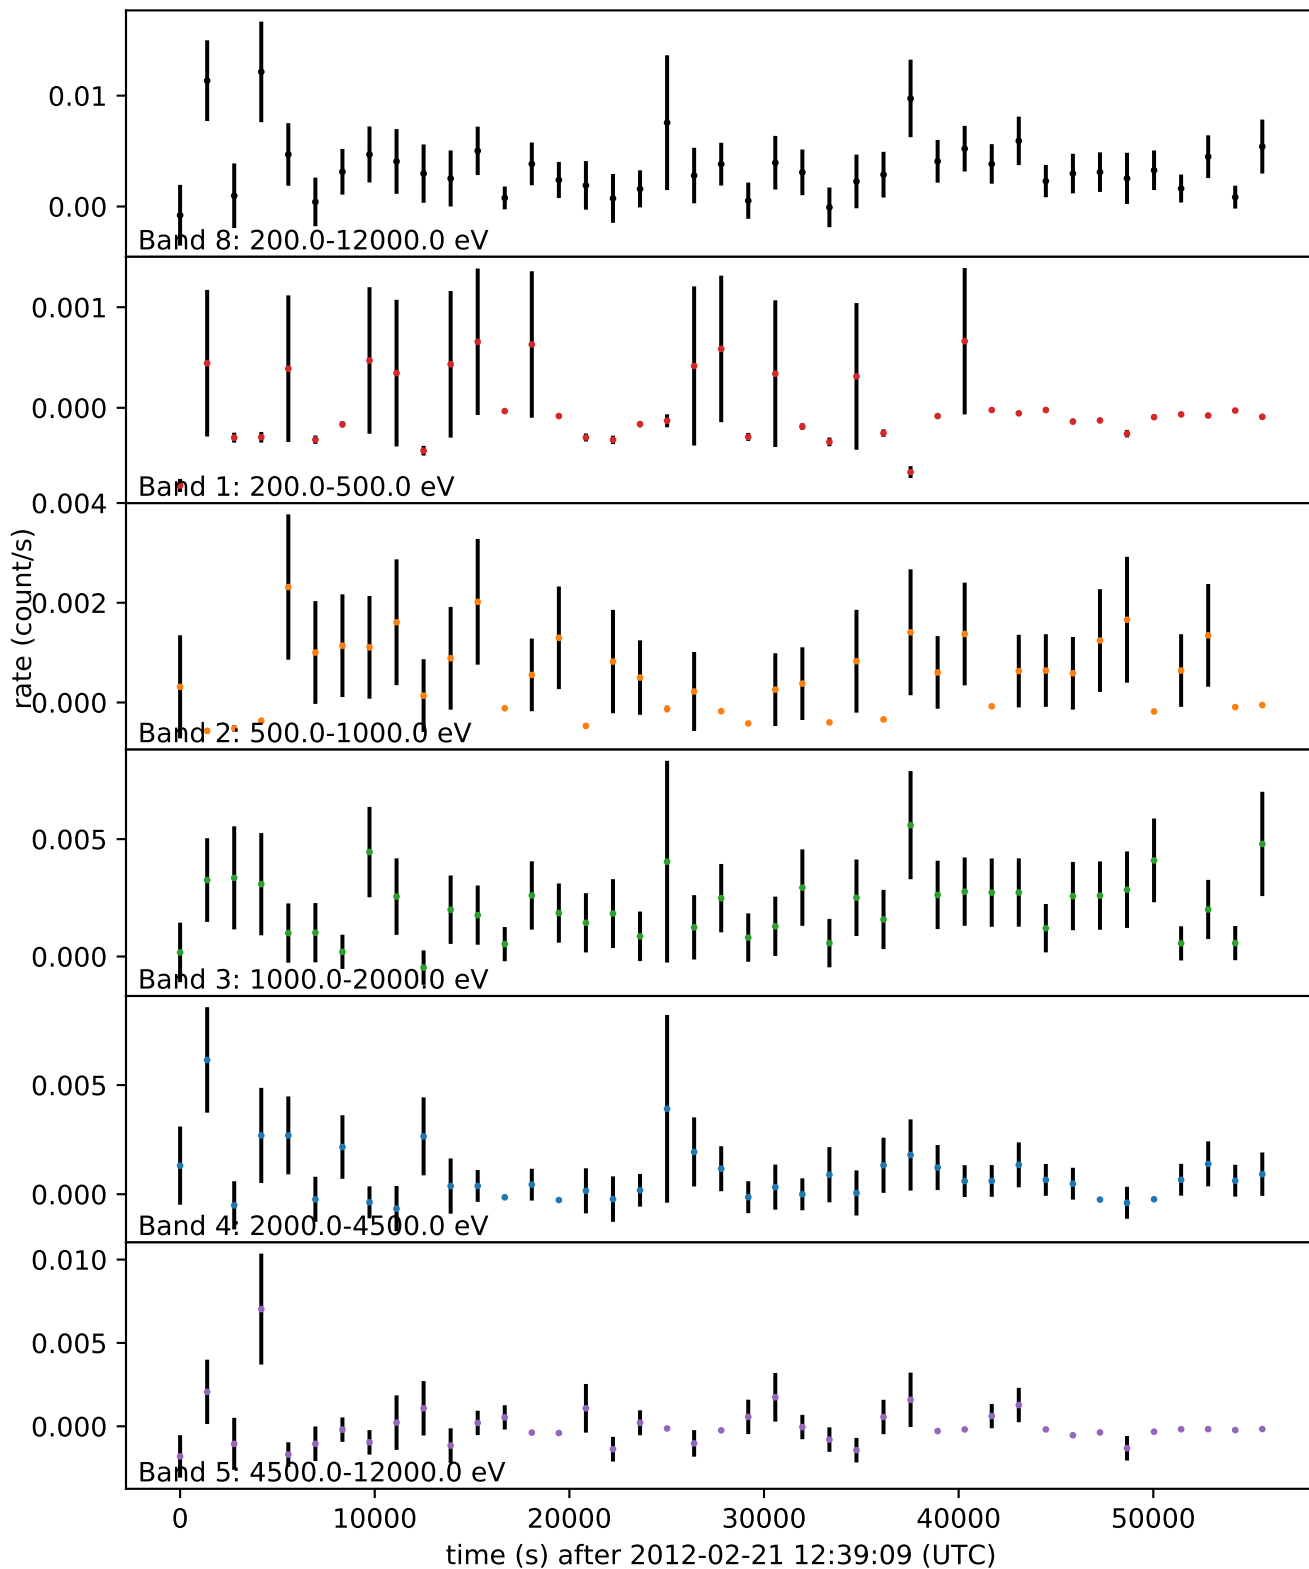 0.01
0.00
Band 8: 200.0-12000.0 eV
0.001
0.000
Band 1: 200.0-500.0 eV
0.004
0.002
0.000
Band 2: 500.0-1000.0 eV
rate (count/s)
0.005
0.000
Band 3: 1000.0-2000.0 eV
0.005
0.000
Band 4: 2000.0-4500.0 eV
0.010
0.005
0.000
Band 5: 4500.0-12000.0 eV
0 10000 20000 30000 40000 50000
time (s) after 2012-02-21 12:39:09 (UTC)